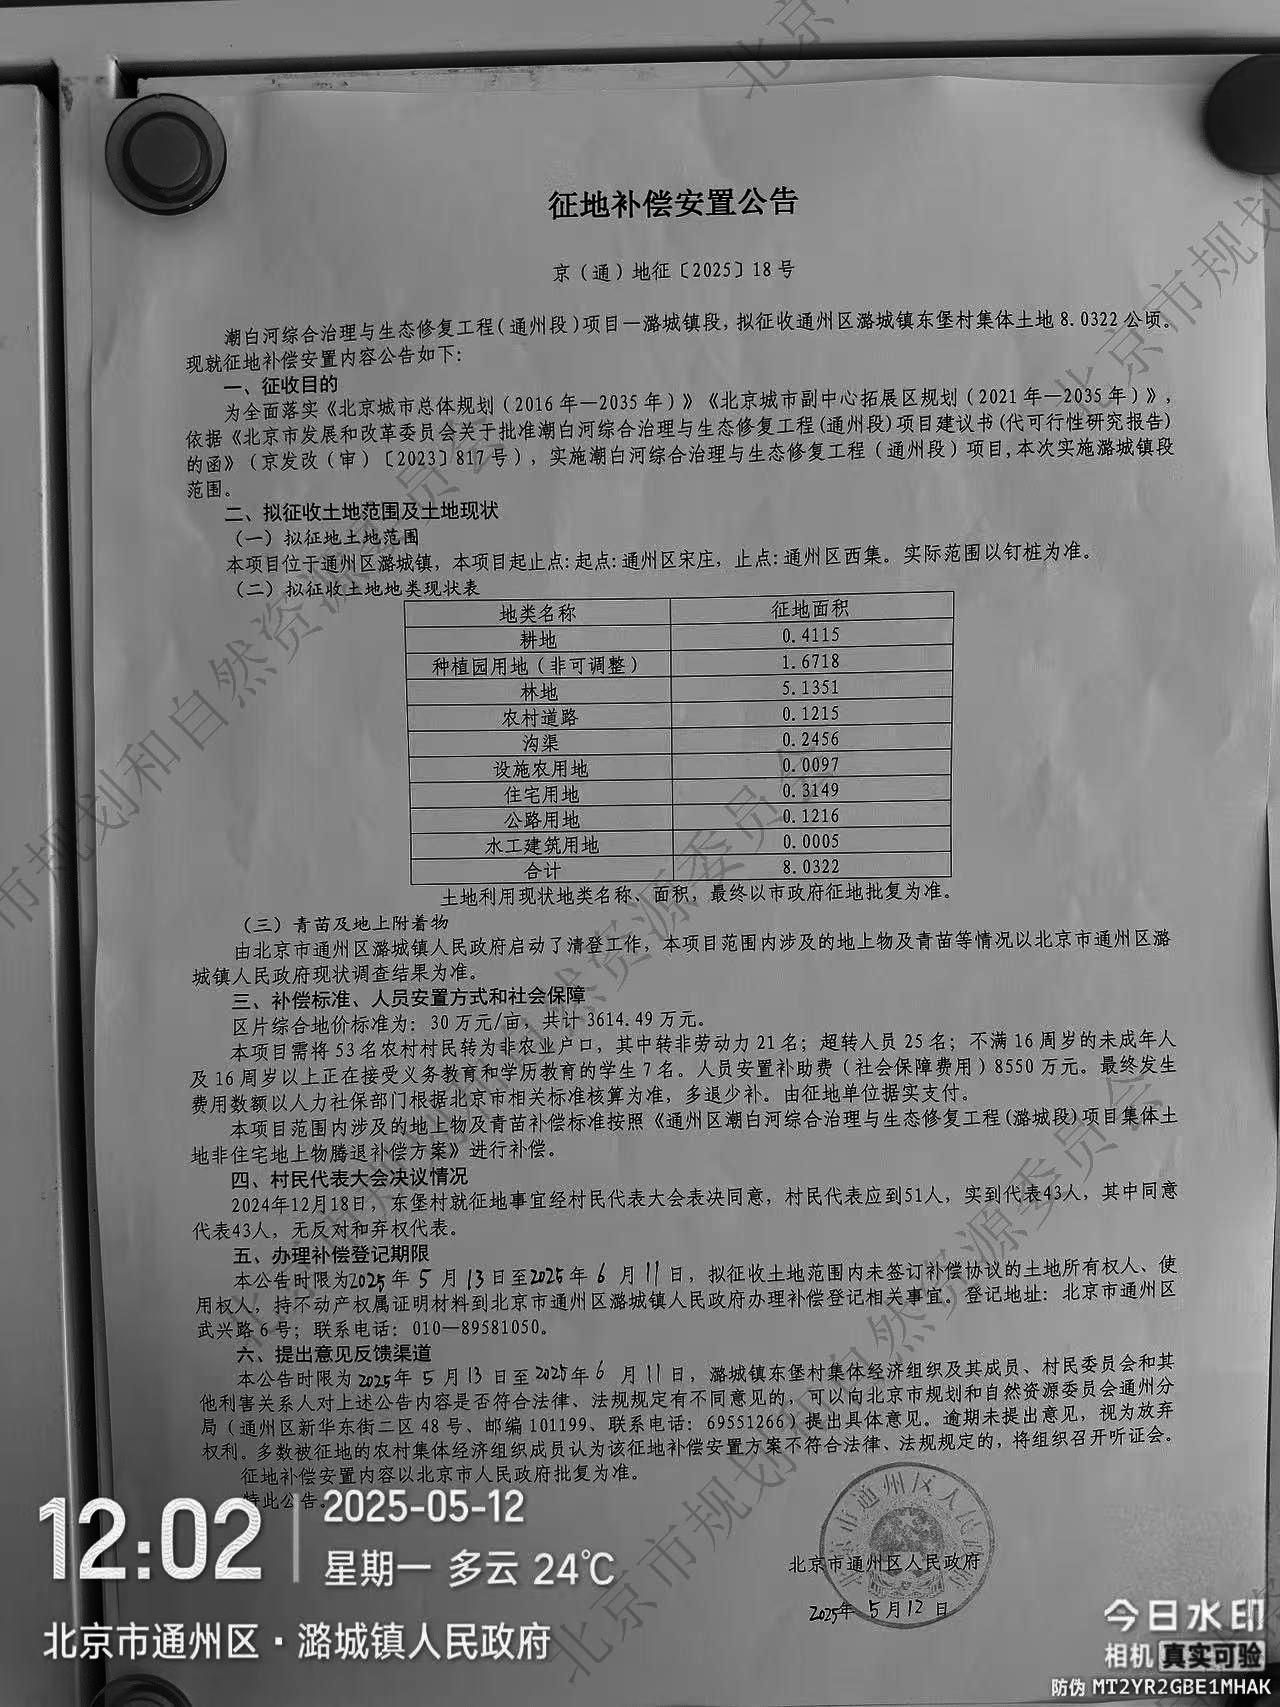 征地补偿安置公告
京（通）地征〔2025〕18号
潮白河综合治理与生态修复工程(通州段)项目—潞城镇段，拟征收通州区潞城镇东堡村集体土地8.0322公顷。
现就征地补偿安置内容公告如下：
一、征收目的
为全面落实《北京城市总体规划（2016年—2035年）》《北京城市副中心拓展区规划（2021年—2035年）》，
依据《北京市发展和改革委员会关于批准潮白河综合治理与生态修复工程(通州段)项目建议书(代可行性研究报告)
的函》（京发改（审）〔2023〕817号），实施潮白河综合治理与生态修复工程（通州段）项目,本次实施潞城镇段
范围。
二、拟征收土地范围及土地现状
（一）拟征地土地范围
本项目位于通州区潞城镇，本项目起止点:起点:通州区宋庄，止点:通州区西集。实际范围以钉桩为准。
（二）拟征收土地地类现状表
地类名称 征地面积
耕地 0.4115
种植园用地（非可调整） 1.6718
林地 5.1351
农村道路 0.1215
沟渠 0.2456
设施农用地 0.0097
住宅用地 0.3149
公路用地 0.1216
水工建筑用地 0.0005
合计 8.0322
土地利用现状地类名称、面积，最终以市政府征地批复为准。
（三）青苗及地上附着物
由北京市通州区潞城镇人民政府启动了清登工作，本项目范围内涉及的地上物及青苗等情况以北京市通州区潞
城镇人民政府现状调查结果为准。
三、补偿标准、人员安置方式和社会保障
区片综合地价标准为：30万元/亩，共计3614.49万元。
本项目需将53名农村村民转为非农业户口，其中转非劳动力21名；超转人员25名；不满16周岁的未成年人
及16周岁以上正在接受义务教育和学历教育的学生7名。人员安置补助费（社会保障费用）8550万元。最终发生
费用数额以人力社保部门根据北京市相关标准核算为准，多退少补。由征地单位据实支付。
本项目范围内涉及的地上物及青苗补偿标准按照《通州区潮白河综合治理与生态修复工程(潞城段)项目集体土
地非住宅地上物腾退补偿方案》进行补偿。
四、村民代表大会决议情况
2024年12月18日，东堡村就征地事宜经村民代表大会表决同意，村民代表应到51人，实到代表43人，其中同意
代表43人，无反对和弃权代表。
五、办理补偿登记期限
本公告时限为2025年5月13日至2025年6月11日，拟征收土地范围内未签订补偿协议的土地所有权人、使
用权人，持不动产权属证明材料到北京市通州区潞城镇人民政府办理补偿登记相关事宜。登记地址：北京市通州区
武兴路6号；联系电话：010—89581050。
六、提出意见反馈渠道
本公告时限为2025年5月13日至2025年6月11日，潞城镇东堡村集体经济组织及其成员、村民委员会和其
他利害关系人对上述公告内容是否符合法律、法规规定有不同意见的，可以向北京市规划和自然资源委员会通州分
局（通州区新华东街二区48号、邮编101199、联系电话：69551266）提出具体意见。逾期未提出意见，视为放弃
权利。多数被征地的农村集体经济组织成员认为该征地补偿安置方案不符合法律、法规规定的，将组织召开听证会。
征地补偿安置内容以北京市人民政府批复为准。
特此公告。
北京市通州区人民政府
2025年5月12日
北京市通州区人民政府
北京市规划和自然资源委员会
12:02
2025-05-12
星期一 多云 24℃
北京市通州区·潞城镇人民政府
今日水印
相机 真实可验
防伪 MT2YR2GBE1MHAK